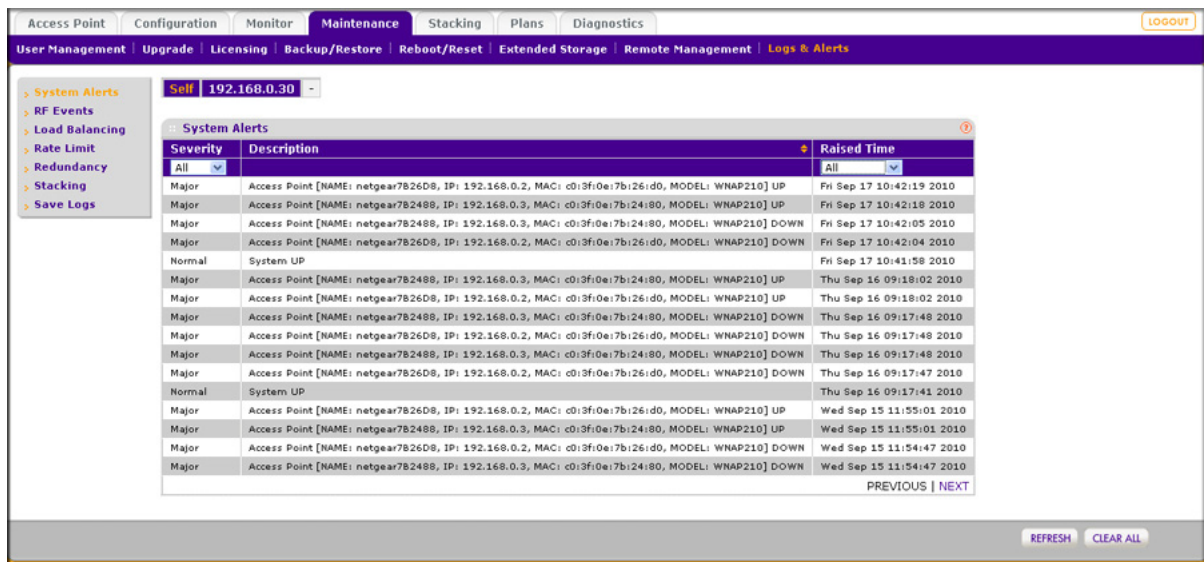 Access Point Configuration Monitor Maintenance Stacking Plans Diagnostics LOGOUT
User Management Upgrade Licensing Backup/Restore Reboot/Reset Extended Storage Remote Management Logs & Alerts
System Alerts
RF Events
Load Balancing
Rate Limit
Redundancy
Stacking
Save Logs
Self 192.168.0.30 -
System Alerts ?
Severity Description Raised Time
All All
Major Access Point [NAME: netgear7B26D8, IP: 192.168.0.2, MAC: c0:3f:0e:7b:26:d0, MODEL: WNAP210] UP Fri Sep 17 10:42:19 2010
Major Access Point [NAME: netgear7B2488, IP: 192.168.0.3, MAC: c0:3f:0e:7b:24:80, MODEL: WNAP210] UP Fri Sep 17 10:42:18 2010
Major Access Point [NAME: netgear7B2488, IP: 192.168.0.3, MAC: c0:3f:0e:7b:24:80, MODEL: WNAP210] DOWN Fri Sep 17 10:42:05 2010
Major Access Point [NAME: netgear7B26D8, IP: 192.168.0.2, MAC: c0:3f:0e:7b:26:d0, MODEL: WNAP210] DOWN Fri Sep 17 10:42:04 2010
Normal System UP Fri Sep 17 10:41:58 2010
Major Access Point [NAME: netgear7B2488, IP: 192.168.0.3, MAC: c0:3f:0e:7b:24:80, MODEL: WNAP210] UP Thu Sep 16 09:18:02 2010
Major Access Point [NAME: netgear7B26D8, IP: 192.168.0.2, MAC: c0:3f:0e:7b:26:d0, MODEL: WNAP210] UP Thu Sep 16 09:18:02 2010
Major Access Point [NAME: netgear7B2488, IP: 192.168.0.3, MAC: c0:3f:0e:7b:24:80, MODEL: WNAP210] DOWN Thu Sep 16 09:17:48 2010
Major Access Point [NAME: netgear7B26D8, IP: 192.168.0.2, MAC: c0:3f:0e:7b:26:d0, MODEL: WNAP210] DOWN Thu Sep 16 09:17:48 2010
Major Access Point [NAME: netgear7B2488, IP: 192.168.0.3, MAC: c0:3f:0e:7b:24:80, MODEL: WNAP210] DOWN Thu Sep 16 09:17:48 2010
Major Access Point [NAME: netgear7B26D8, IP: 192.168.0.2, MAC: c0:3f:0e:7b:26:d0, MODEL: WNAP210] DOWN Thu Sep 16 09:17:47 2010
Normal System UP Thu Sep 16 09:17:41 2010
Major Access Point [NAME: netgear7B26D8, IP: 192.168.0.2, MAC: c0:3f:0e:7b:26:d0, MODEL: WNAP210] UP Wed Sep 15 11:55:01 2010
Major Access Point [NAME: netgear7B2488, IP: 192.168.0.3, MAC: c0:3f:0e:7b:24:80, MODEL: WNAP210] UP Wed Sep 15 11:55:01 2010
Major Access Point [NAME: netgear7B26D8, IP: 192.168.0.2, MAC: c0:3f:0e:7b:26:d0, MODEL: WNAP210] DOWN Wed Sep 15 11:54:47 2010
Major Access Point [NAME: netgear7B2488, IP: 192.168.0.3, MAC: c0:3f:0e:7b:24:80, MODEL: WNAP210] DOWN Wed Sep 15 11:54:47 2010
PREVIOUS | NEXT
REFRESH CLEAR ALL